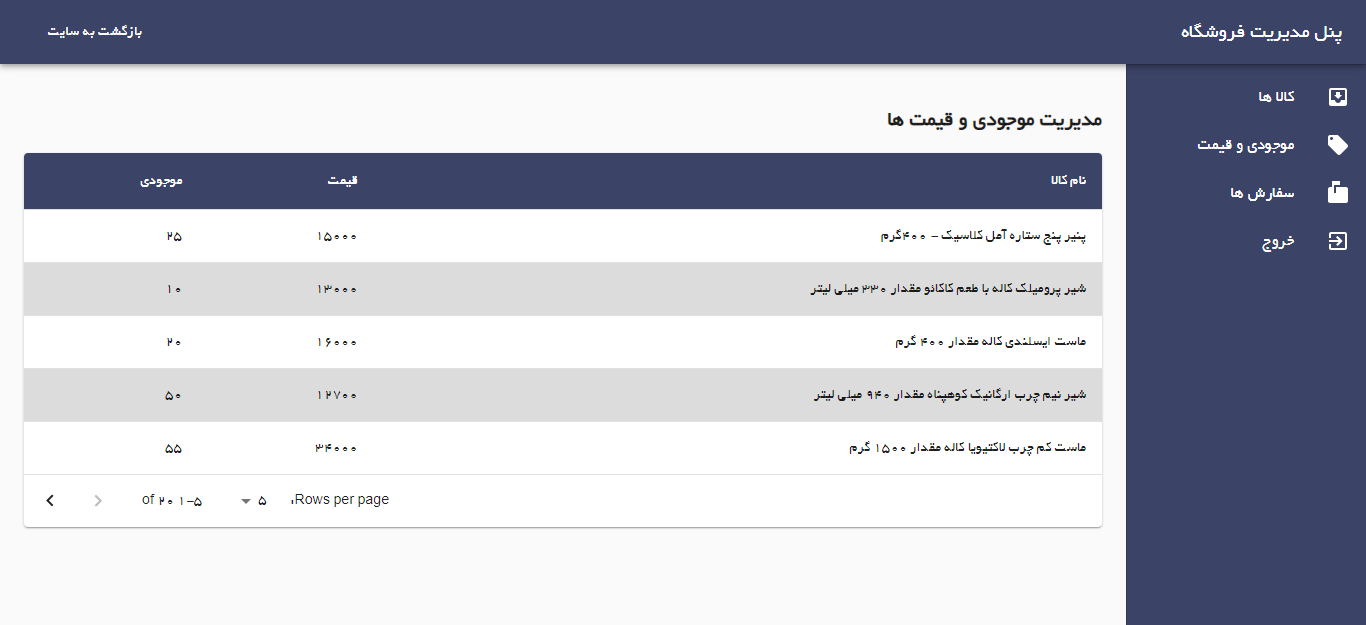 پنل مدیریت فروشگاه
بازگشت به سایت
کالا ها
موجودی و قیمت
سفارش ها
خروج
مدیریت موجودی و قیمت ها
نام کالا قیمت موجودی
پنیر پنج ستاره آمل کلاسیک - ۴۰۰گرم ۱۵۰۰۰ ۲۵
شیر پرومیلک کاله با طعم کاکائو مقدار ۳۳۰ میلی لیتر ۱۳۰۰۰ ۱۰
ماست ایسلندی کاله مقدار ۴۰۰ گرم ۱۶۰۰۰ ۲۰
شیر نیم چرب ارگانیک کوهپناه مقدار ۹۴۰ میلی لیتر ۱۲۷۰۰ ۵۰
ماست کم چرب لاکتیویا کاله مقدار ۱۵۰۰ گرم ۳۴۰۰۰ ۵۵
Rows per page: ۵ ۱-۵ of ۲۰